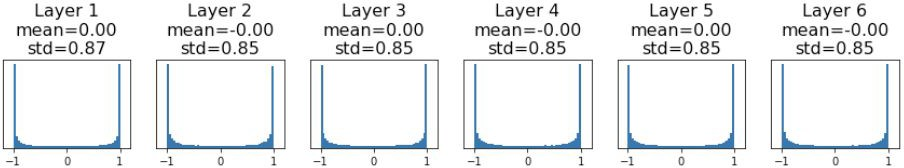 Layer 1
mean=0.00
std=0.87
−1 0 1
Layer 2
mean=-0.00
std=0.85
−1 0 1
Layer 3
mean=0.00
std=0.85
−1 0 1
Layer 4
mean=-0.00
std=0.85
−1 0 1
Layer 5
mean=0.00
std=0.85
−1 0 1
Layer 6
mean=-0.00
std=0.85
−1 0 1